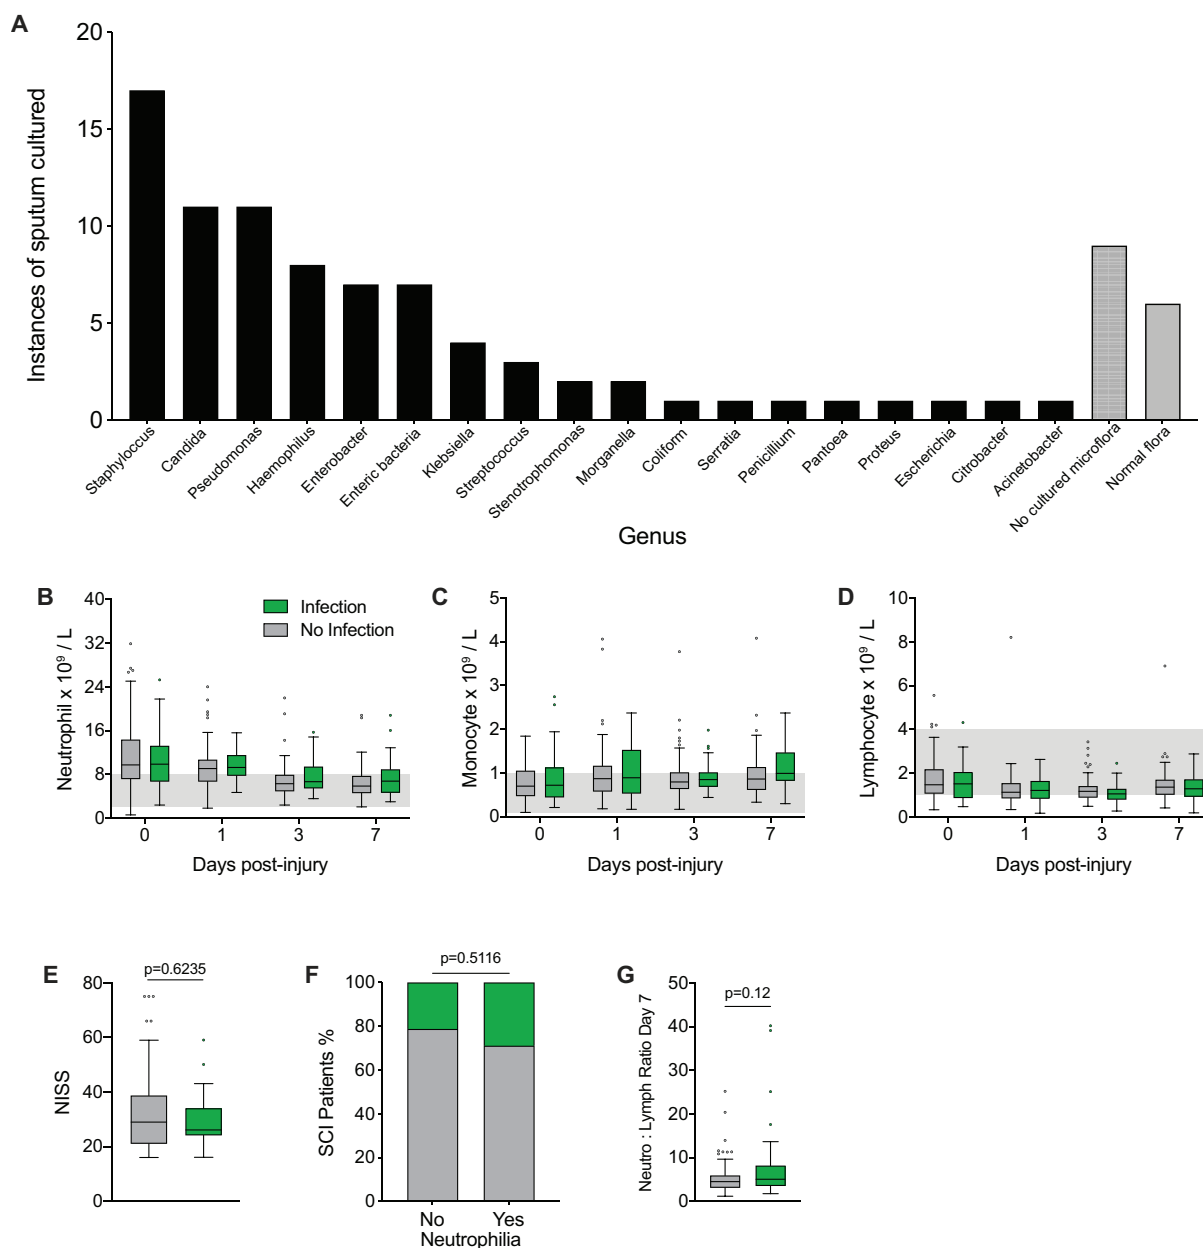 A
Instances of sputum cultured
20
15
10
5
0
Staphyloccus
Candida
Pseudomonas
Haemophilus
Enterobacter
Enteric bacteria
Klebsiella
Streptococcus
Stenotrophomonas
Morganella
Coliform
Serratia
Penicillium
Pantoea
Proteus
Escherichia
Citrobacter
Acinetobacter
No cultured microflora
Normal flora
Genus
B
Neutrophil x 10⁹ / L
40
32
24
16
8
0
Infection
No Infection
0 1 3 7
Days post-injury
C
Monocyte x 10⁹ / L
5
4
3
2
1
0
0 1 3 7
Days post-injury
D
Lymphocyte x 10⁹ / L
10
8
6
4
2
0
0 1 3 7
Days post-injury
E
p=0.6235
NISS
80
60
40
20
0
F
p=0.5116
SCI Patients %
100
80
60
40
20
0
No Yes
Neutrophilia
G
p=0.12
Neutro : Lymph Ratio Day 7
50
40
30
20
10
0